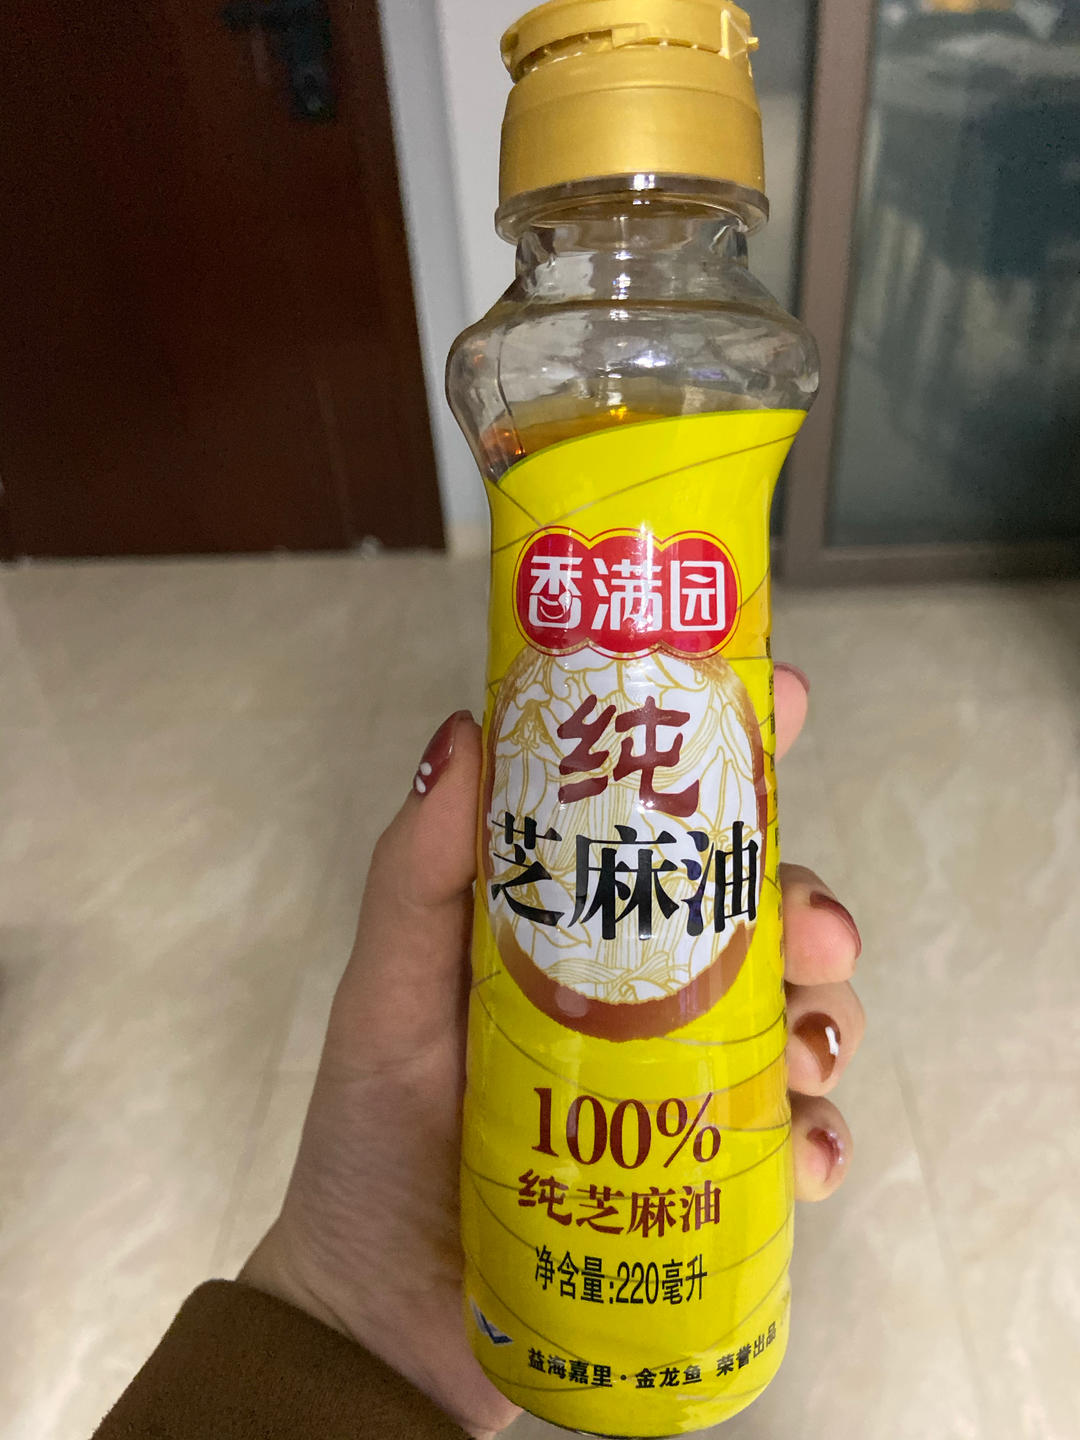 香满园
纯
芝麻油
100%
纯芝麻油
净含量:220毫升
益海嘉里·金龙鱼 荣誉出品